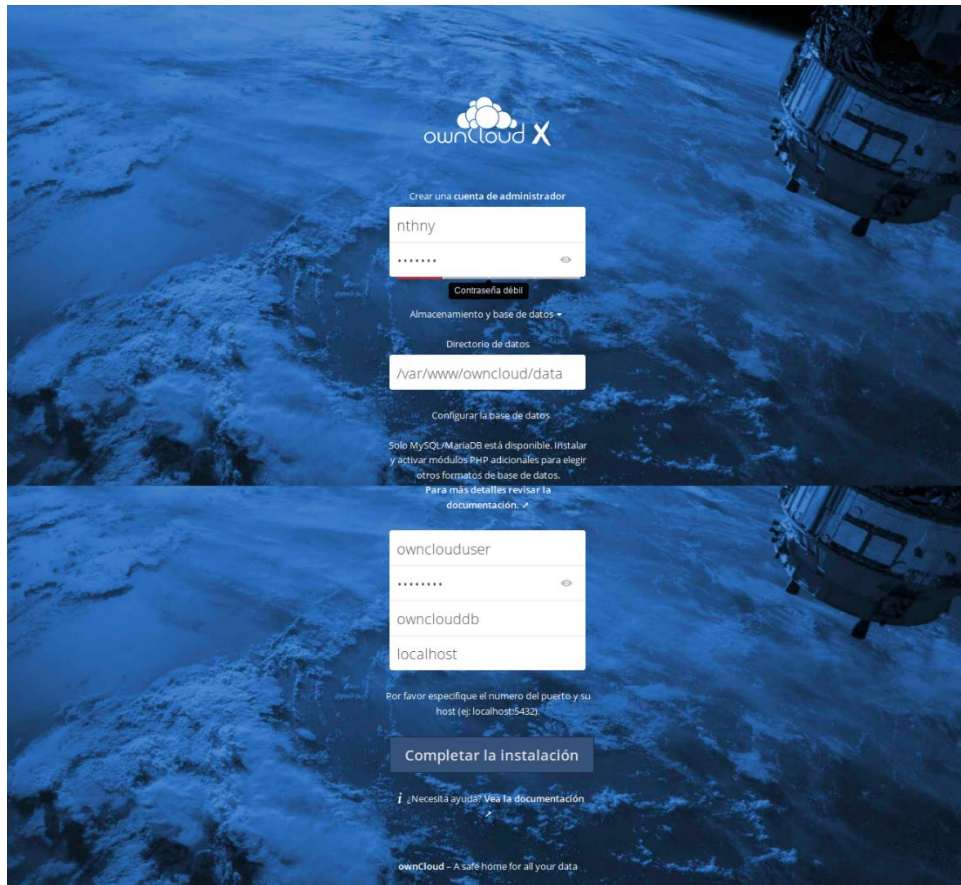 ownCloud X
Crear una cuenta de administrador
nthny
•••••••
Contraseña débil
Almacenamiento y base de datos
Directorio de datos
/var/www/owncloud/data
Configurar la base de datos
Solo MySQL/MariaDB está disponible. Instalar
y activar módulos PHP adicionales para elegir
otros formatos de base de datos.
Para más detalles revisar la
documentación. ↗
ownclouduser
••••••••
ownclouddb
localhost
Por favor especifique el numero del puerto y su
host (ej: localhost:5432).
Completar la instalación
i ¿Necesita ayuda? Vea la documentación
↗
ownCloud – A safe home for all your data